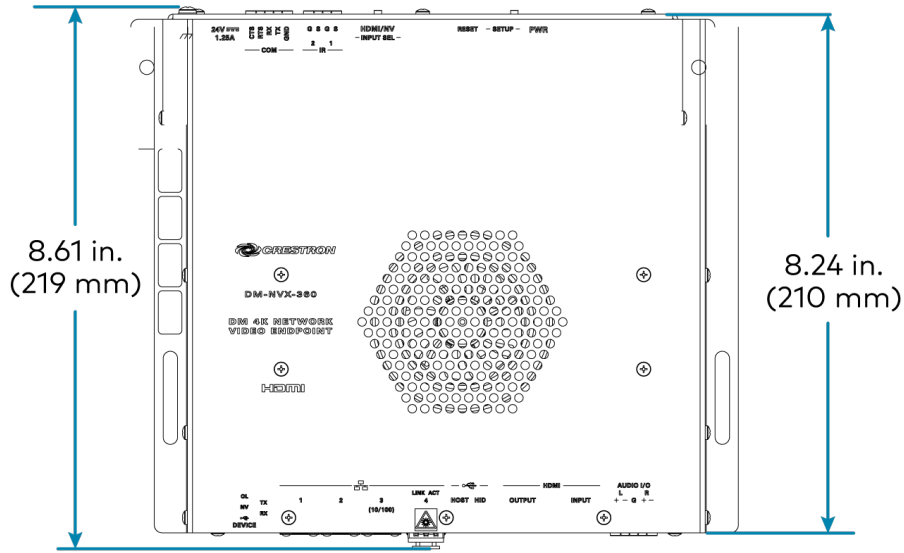 24V 1.25A
CTS RTS RX TX GND
COM
G S G S
2 1
IR
HDMI/NV
INPUT SEL
RESET
SETUP
PWR
8.61 in.
(219 mm)
8.24 in.
(210 mm)
CRESTRON
DM-NVX-360
DM 4K NETWORK
VIDEO ENDPOINT
HDMI
OL
NV
TX
RX
DEVICE
1 2 3
(10/100)
LINK ACT
4
HOST HID
HDMI
OUTPUT INPUT
AUDIO I/O
L R
+ - G + -